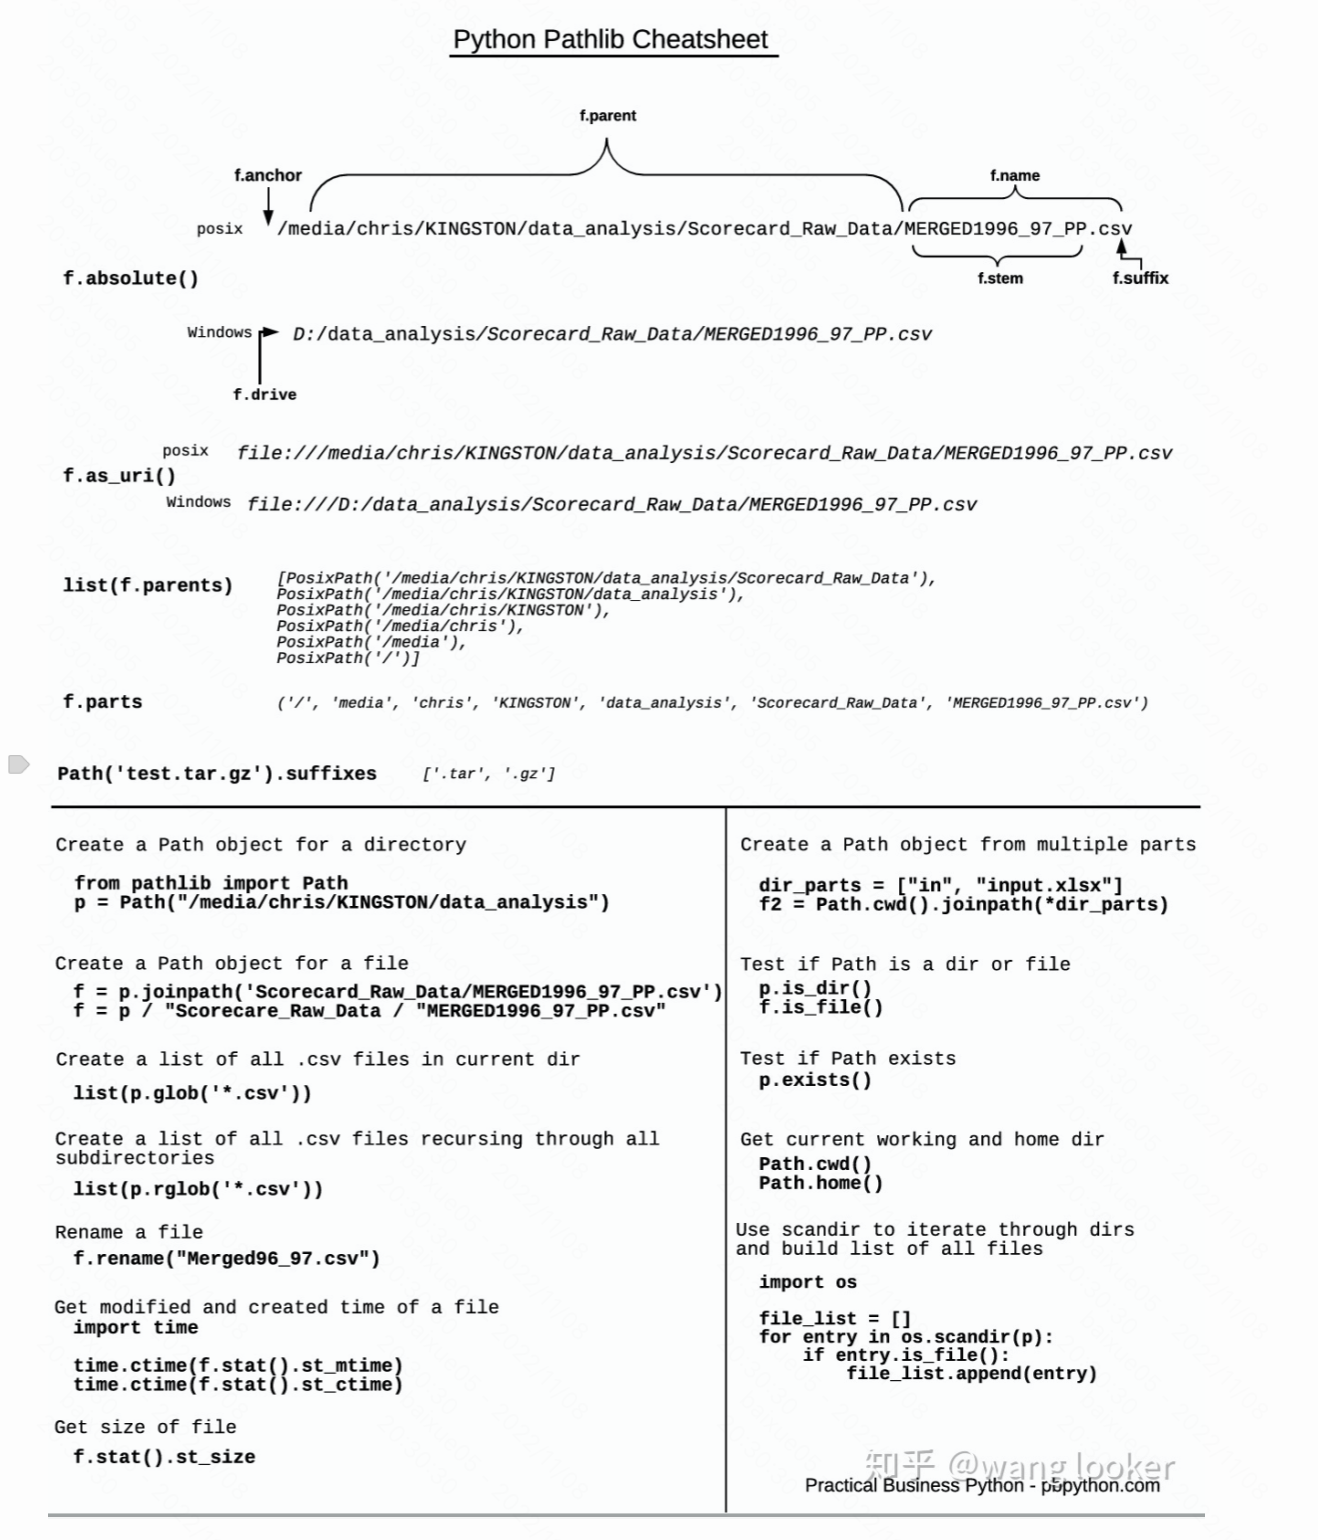 Python Pathlib Cheatsheet
f.parent
f.anchor
f.name
posix /media/chris/KINGSTON/data_analysis/Scorecard_Raw_Data/MERGED1996_97_PP.csv
f.absolute()
f.stem
f.suffix
Windows D:/data_analysis/Scorecard_Raw_Data/MERGED1996_97_PP.csv
f.drive
posix file:///media/chris/KINGSTON/data_analysis/Scorecard_Raw_Data/MERGED1996_97_PP.csv
f.as_uri()
Windows file:///D:/data_analysis/Scorecard_Raw_Data/MERGED1996_97_PP.csv
list(f.parents)
[PosixPath('/media/chris/KINGSTON/data_analysis/Scorecard_Raw_Data'),
PosixPath('/media/chris/KINGSTON/data_analysis'),
PosixPath('/media/chris/KINGSTON'),
PosixPath('/media/chris'),
PosixPath('/media'),
PosixPath('/')]
f.parts ('/', 'media', 'chris', 'KINGSTON', 'data_analysis', 'Scorecard_Raw_Data', 'MERGED1996_97_PP.csv')
Path('test.tar.gz').suffixes ['.tar', '.gz']
Create a Path object for a directory
from pathlib import Path
p = Path("/media/chris/KINGSTON/data_analysis")
Create a Path object for a file
f = p.joinpath('Scorecard_Raw_Data/MERGED1996_97_PP.csv')
f = p / "Scorecare_Raw_Data / "MERGED1996_97_PP.csv"
Create a list of all .csv files in current dir
list(p.glob('*.csv'))
Create a list of all .csv files recursing through all
subdirectories
list(p.rglob('*.csv'))
Rename a file
f.rename("Merged96_97.csv")
Get modified and created time of a file
import time
time.ctime(f.stat().st_mtime)
time.ctime(f.stat().st_ctime)
Get size of file
f.stat().st_size
Create a Path object from multiple parts
dir_parts = ["in", "input.xlsx"]
f2 = Path.cwd().joinpath(*dir_parts)
Test if Path is a dir or file
p.is_dir()
f.is_file()
Test if Path exists
p.exists()
Get current working and home dir
Path.cwd()
Path.home()
Use scandir to iterate through dirs
and build list of all files
import os
file_list = []
for entry in os.scandir(p):
if entry.is_file():
file_list.append(entry)
知乎 @wang looker
Practical Business Python - pbpython.com